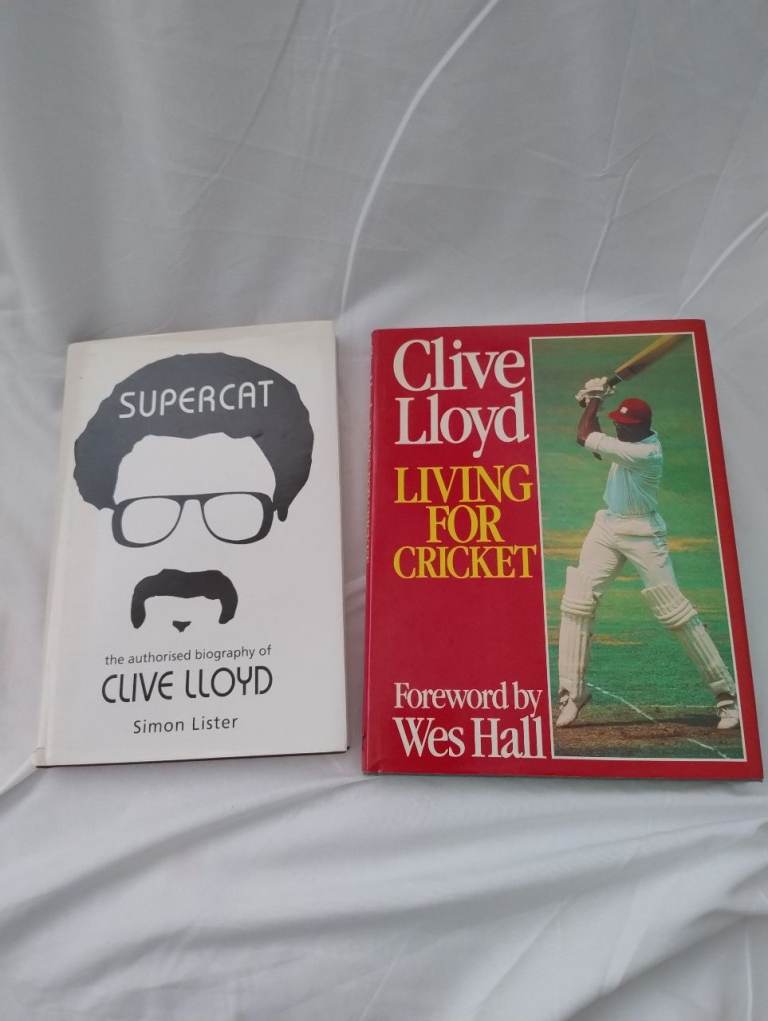 SUPERCAT
the authorised biography of
CLIVE LLOYD
Simon Lister
Clive
Lloyd
LIVING
FOR
CRICKET
Foreword by
Wes Hall